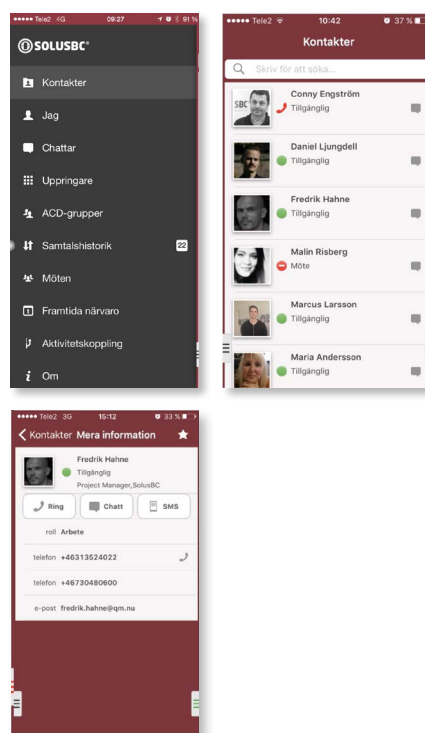 Tele2 4G 09:27 91 %
SOLUSBC®
Kontakter
Jag
Chattar
Uppringare
ACD-grupper
Samtalshistorik 22
Möten
Framtida närvaro
Aktivitetskoppling
Om
Tele2 10:42 37 %
Kontakter
Skriv för att söka...
SBC
Conny Engström
Tillgänglig
Daniel Ljungdell
Tillgänglig
Fredrik Hahne
Tillgänglig
Malin Risberg
Möte
Marcus Larsson
Tillgänglig
Maria Andersson
Tillgänglig
Tele2 3G 15:12 33 %
Kontakter Mera information
Fredrik Hahne
Tillgänglig
Project Manager,SolusBC
Ring Chatt SMS
roll Arbete
telefon +46313524022
telefon +46730480600
e-post fredrik.hahne@qm.nu